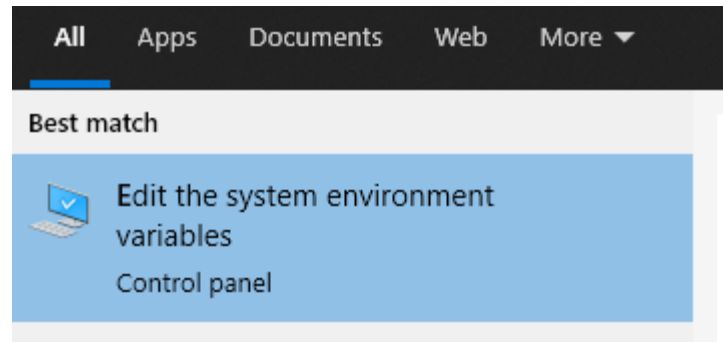 All Apps Documents Web More
Best match
Edit the system environment
variables
Control panel